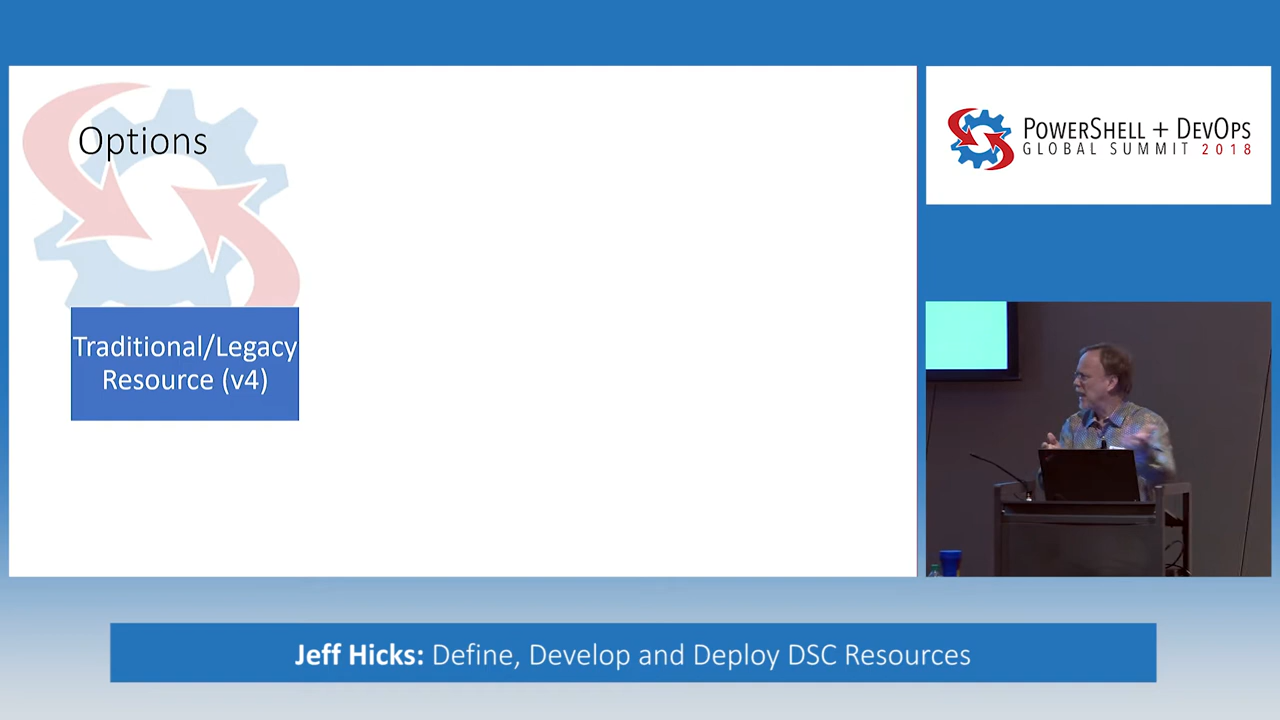 Options
Traditional/Legacy
Resource (v4)
POWERSHELL + DEVOPS
GLOBAL SUMMIT 2018
Jeff Hicks: Define, Develop and Deploy DSC Resources